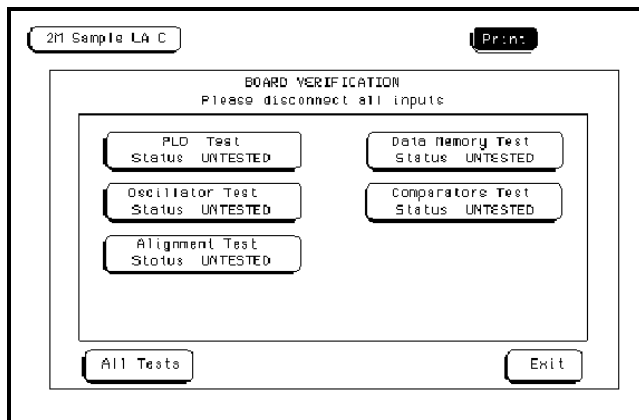 2M Sample LA C
Print
BOARD VERIFICATION
Please disconnect all inputs
PLD Test
Status UNTESTED
Data Memory Test
Status UNTESTED
Oscillator Test
Status UNTESTED
Comparators Test
Status UNTESTED
Alignment Test
Status UNTESTED
All Tests
Exit